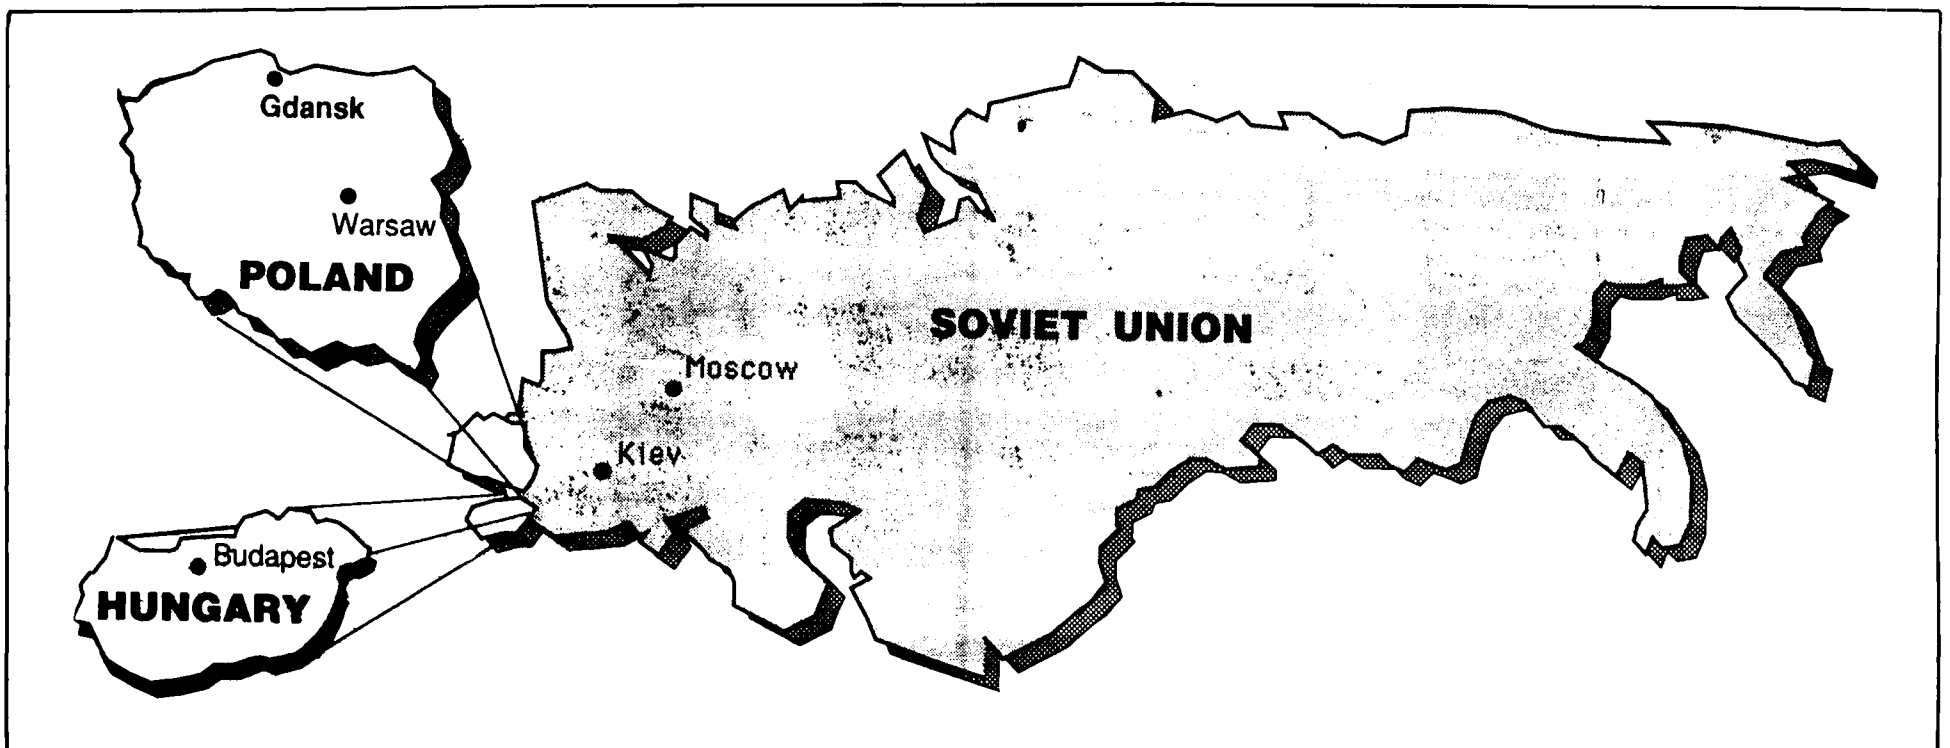 Gdansk
Warsaw
POLAND
SOVIET UNION
Moscow
Kiev
Budapest
HUNGARY